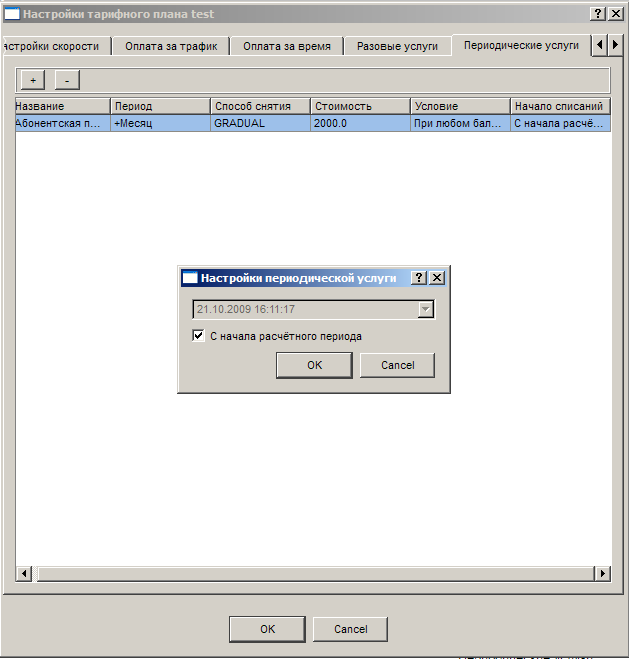 Настройки тарифного плана test
астройки скорости Оплата за трафик Оплата за время Разовые услуги Периодические услуги
+ -
Название Период Способ снятия Стоимость Условие Начало списаний
Абонентская п... +Месяц GRADUAL 2000.0 При любом бал... С начала расчё...
Настройки периодической услуги
21.10.2009 16:11:17
С начала расчётного периода
OK Cancel
OK Cancel